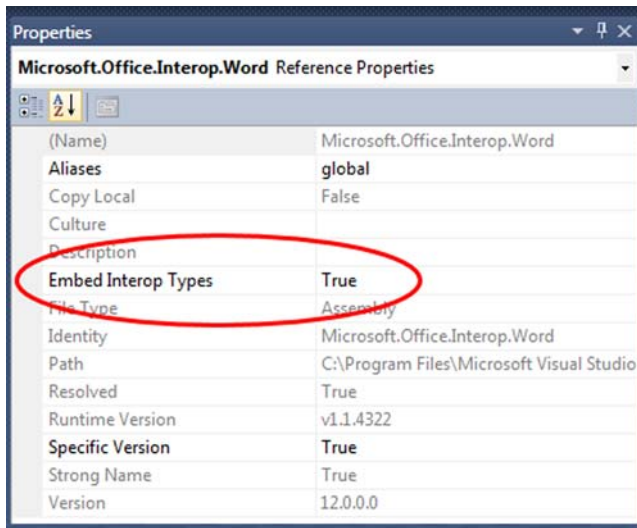 Properties
Microsoft.Office.Interop.Word Reference Properties
(Name) Microsoft.Office.Interop.Word
Aliases global
Copy Local False
Culture
Description
Embed Interop Types True
File Type Assembly
Identity Microsoft.Office.Interop.Word
Path C:\Program Files\Microsoft Visual Studio
Resolved True
Runtime Version v1.1.4322
Specific Version True
Strong Name True
Version 12.0.0.0